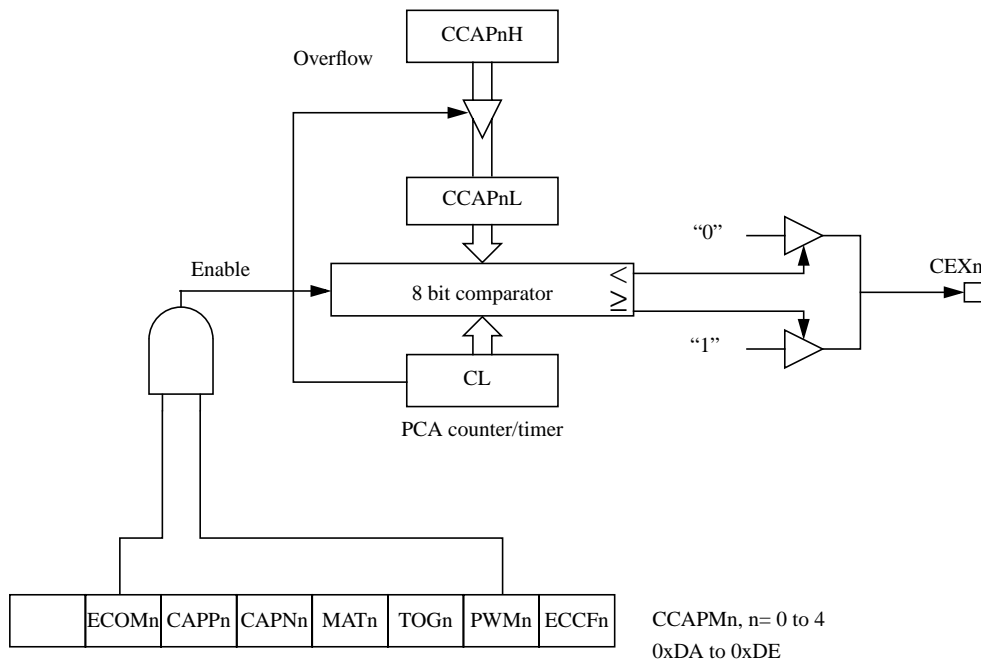 CCAPnH
Overflow
CCAPnL
“0”
Enable
<
8 bit comparator
≥
CEXn
“1”
CL
PCA counter/timer
ECOMn CAPPn CAPNn MATn TOGn PWMn ECCFn
CCAPMn, n= 0 to 4
0xDA to 0xDE